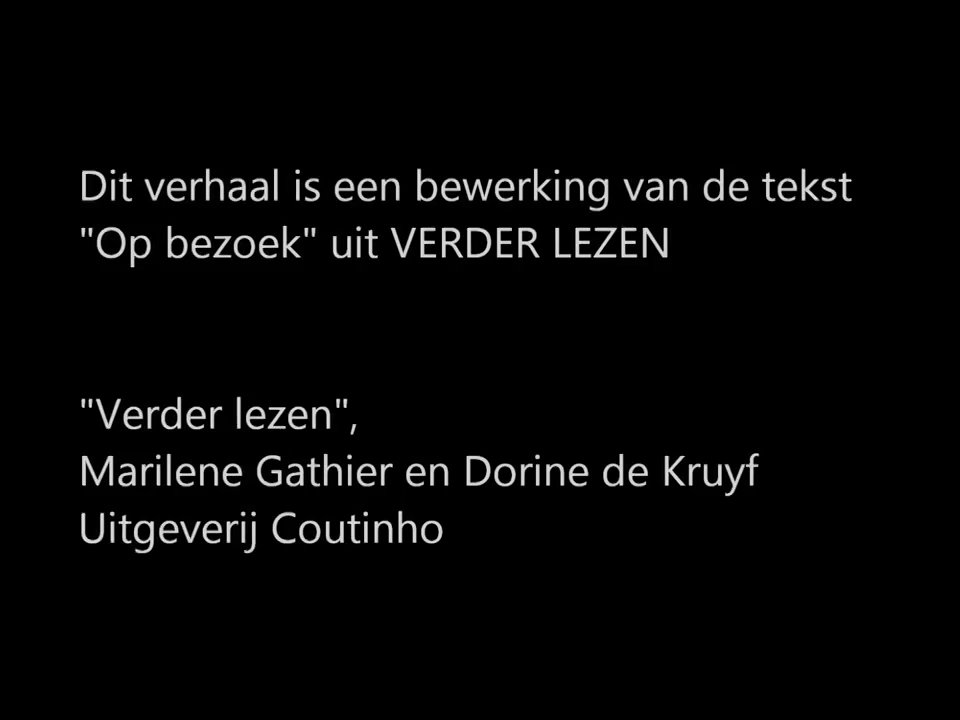 Dit verhaal is een bewerking van de tekst
"Op bezoek" uit VERDER LEZEN
"Verder lezen",
Marilene Gathier en Dorine de Kruyf
Uitgeverij Coutinho